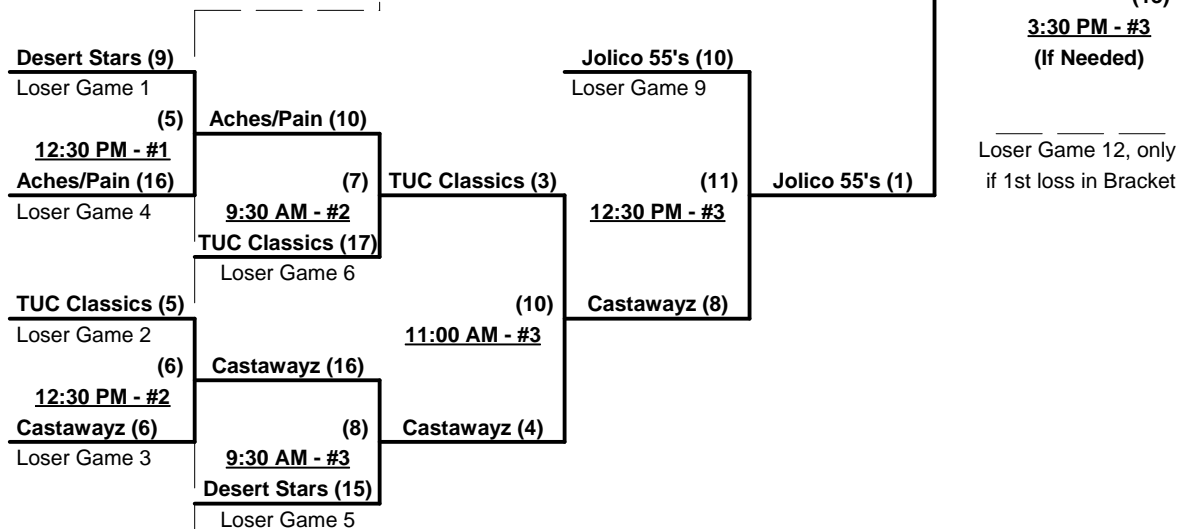 3:30 PM - #3
(If Needed)
Desert Stars (9)
Loser Game 1
(5)
12:30 PM - #1
Aches/Pain (16)
Loser Game 4
Aches/Pain (10)
(7)
9:30 AM - #2
TUC Classics (17)
Loser Game 6
TUC Classics (5)
Loser Game 2
(6)
12:30 PM - #2
Castawayz (6)
Loser Game 3
Castawayz (16)
(8)
9:30 AM - #3
Desert Stars (15)
Loser Game 5
TUC Classics (3)
(10)
11:00 AM - #3
Castawayz (4)
Jolico 55's (10)
Loser Game 9
(11)
12:30 PM - #3
Castawayz (8)
Jolico 55's (1)
Loser Game 12, only
if 1st loss in Bracket